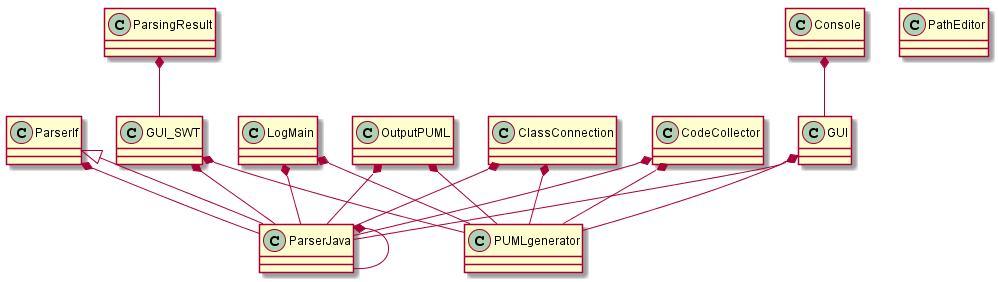 C ParsingResult
C Console
C PathEditor
C ParserIf
C GUI_SWT
C LogMain
C OutputPUML
C ClassConnection
C CodeCollector
C GUI
C ParserJava
C PUMLgenerator